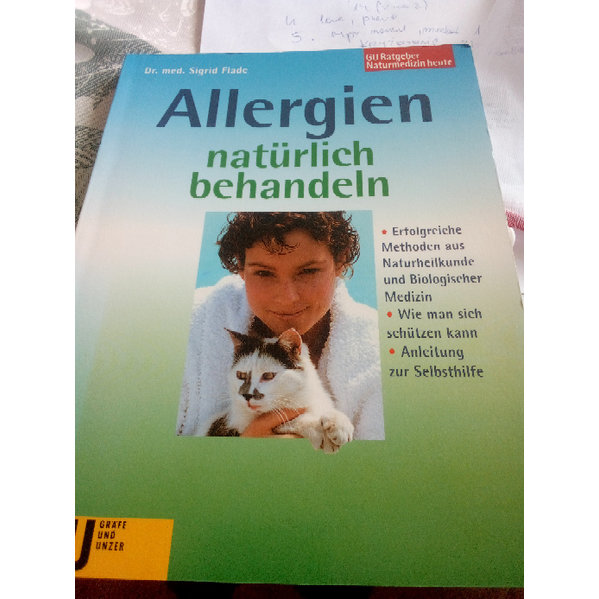 Dr. med. Sigrid Flade
GU Ratgeber
Naturmedizin heute
Allergien
natürlich
behandeln
• Erfolgreiche
Methoden aus
Naturheilkunde
und Biologischer
Medizin
• Wie man sich
schützen kann
• Anleitung
zur Selbsthilfe
U
GRÄFE
UND
UNZER